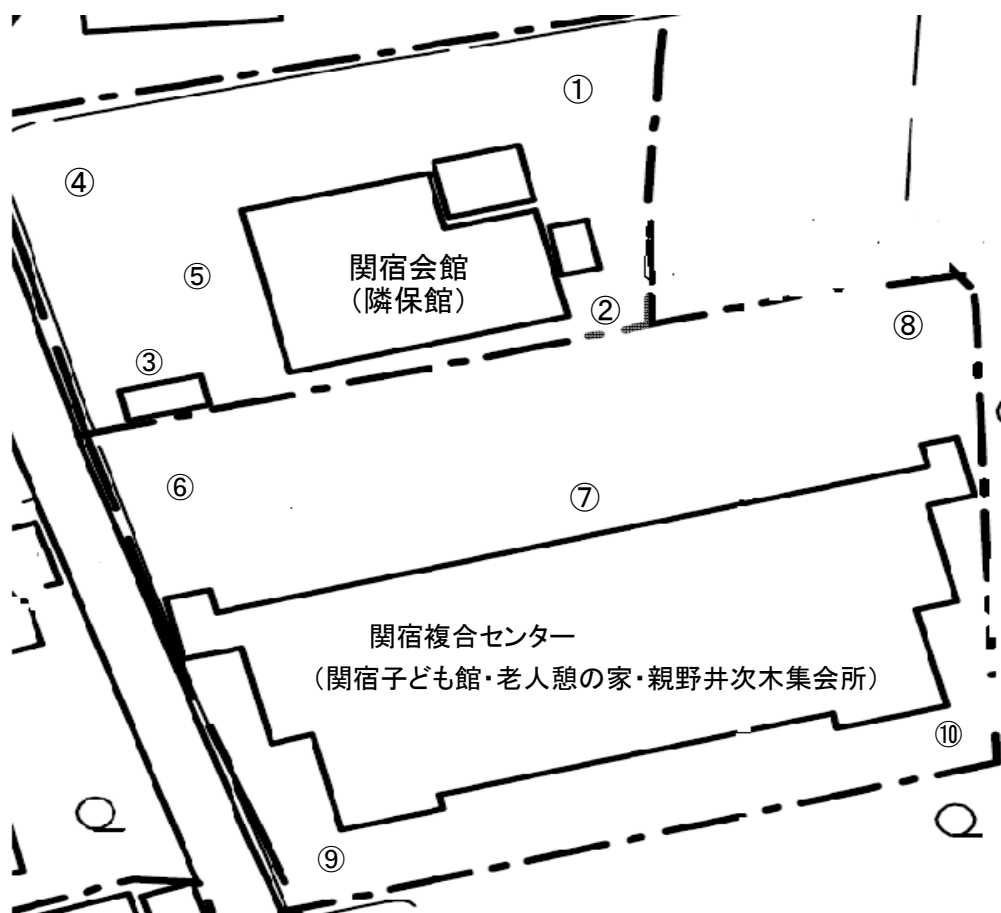 ①
④
⑤
関宿会館
（隣保館）
②
⑧
③
⑥
⑦
関宿複合センター
（関宿子ども館・老人憩の家・親野井次木集会所）
⑩
⑨